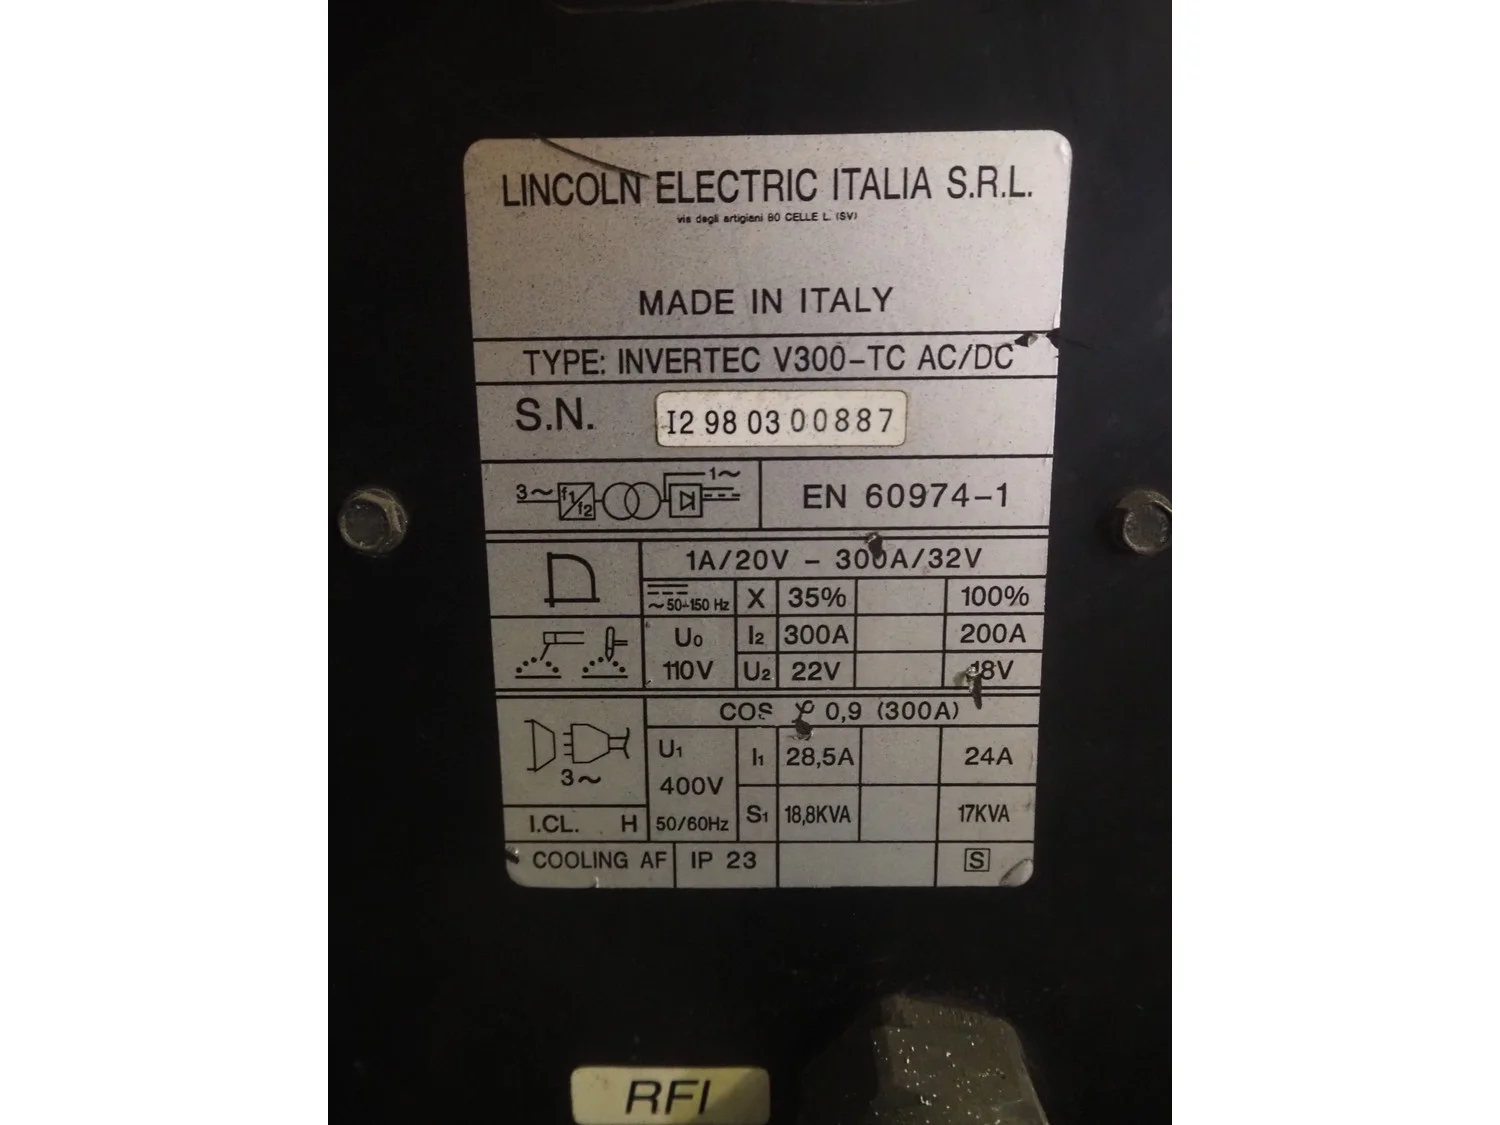 LINCOLN ELECTRIC ITALIA S.R.L.
via degli artigiani 80 CELLE L. (SV)
MADE IN ITALY
TYPE: INVERTEC V300-TC AC/DC
S.N. I2 98 03 00887
3~ f1/f2 1~ EN 60974-1
1A/20V - 300A/32V
~50-150 Hz X 35% 100%
U0 110V
I2 300A 200A
U2 22V 18V
COS φ 0,9 (300A)
3~
U1 400V 50/60Hz
I1 28,5A 24A
S1 18,8KVA 17KVA
I.CL. H
COOLING AF IP 23 S
RFI